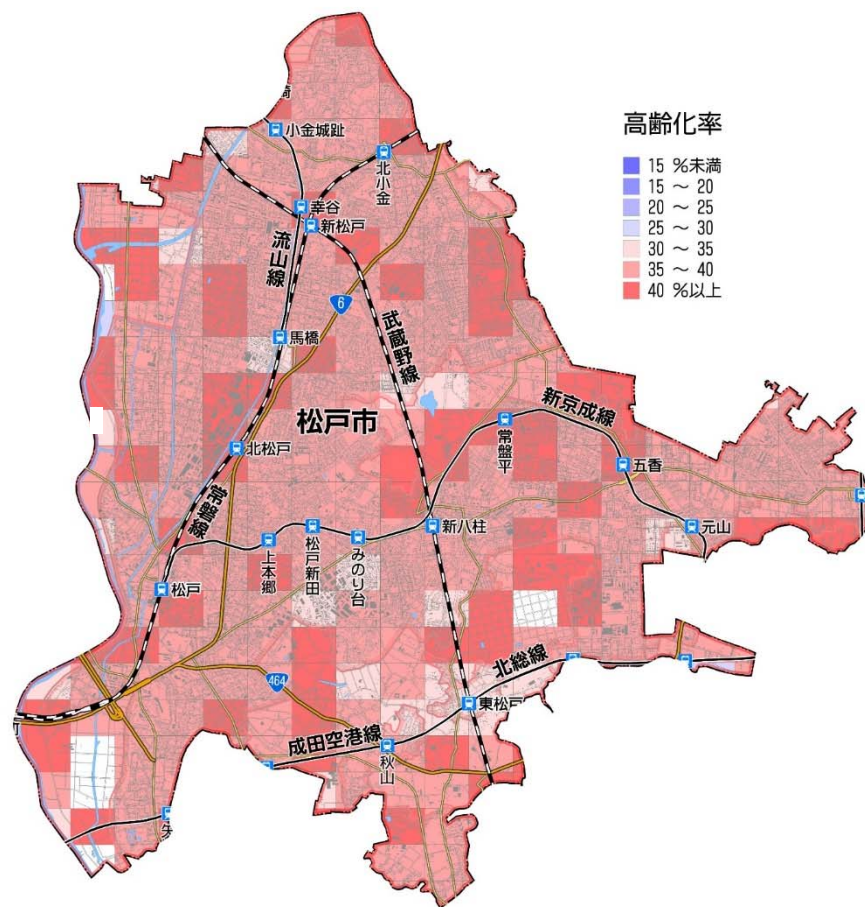 高齢化率
15 %未満
15 ～ 20
20 ～ 25
25 ～ 30
30 ～ 35
35 ～ 40
40 %以上
小金城趾
北小金
幸谷
新松戸
流山線
6
馬橋
武蔵野線
松戸市
新京成線
常盤平
北松戸
五香
常磐線
新八柱
元山
松戸新田
みのり台
上本郷
松戸
北総線
464
東松戸
成田空港線
秋山